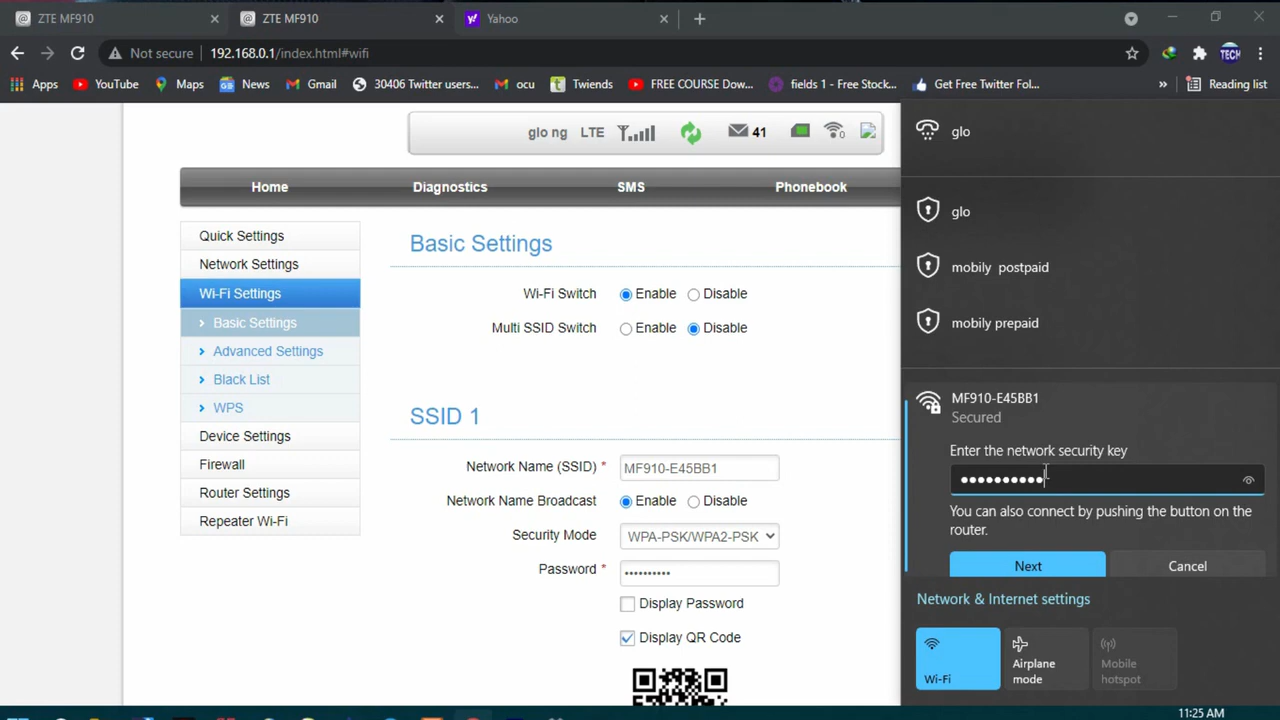 ZTE MF910
ZTE MF910
Yahoo
Not secure
192.168.0.1/index.html#wifi
Apps
YouTube
Maps
News
Gmail
30406 Twitter users...
ocu
Twiends
FREE COURSE Dow...
fields 1 - Free Stock...
Get Free Twitter Fol...
»
Reading list
TECH
glo ng LTE
41
0
Home
Diagnostics
SMS
Phonebook
Quick Settings
Network Settings
Wi-Fi Settings
Basic Settings
Advanced Settings
Black List
WPS
Device Settings
Firewall
Router Settings
Repeater Wi-Fi
Basic Settings
Wi-Fi Switch Enable Disable
Multi SSID Switch Enable Disable
SSID 1
Network Name (SSID) * MF910-E45BB1
Network Name Broadcast Enable Disable
Security Mode WPA-PSK/WPA2-PSK
Password * ••••••••••
Display Password
Display QR Code
glo
glo
mobily postpaid
mobily prepaid
MF910-E45BB1
Secured
Enter the network security key
••••••••••
You can also connect by pushing the button on the
router.
Next
Cancel
Network & Internet settings
Wi-Fi
Airplane
mode
Mobile
hotspot
11:25 AM